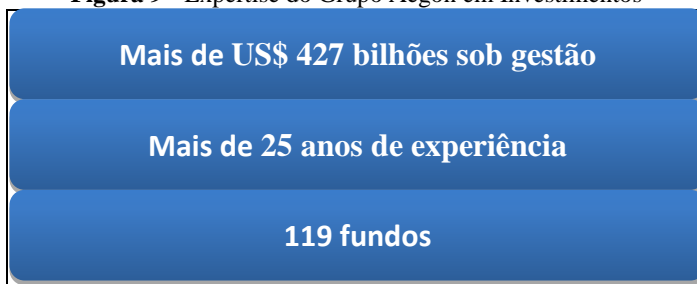 Figura 9 - Expertise do Grupo Aegon em Investimentos
Mais de US$ 427 bilhões sob gestão
Mais de 25 anos de experiência
119 fundos